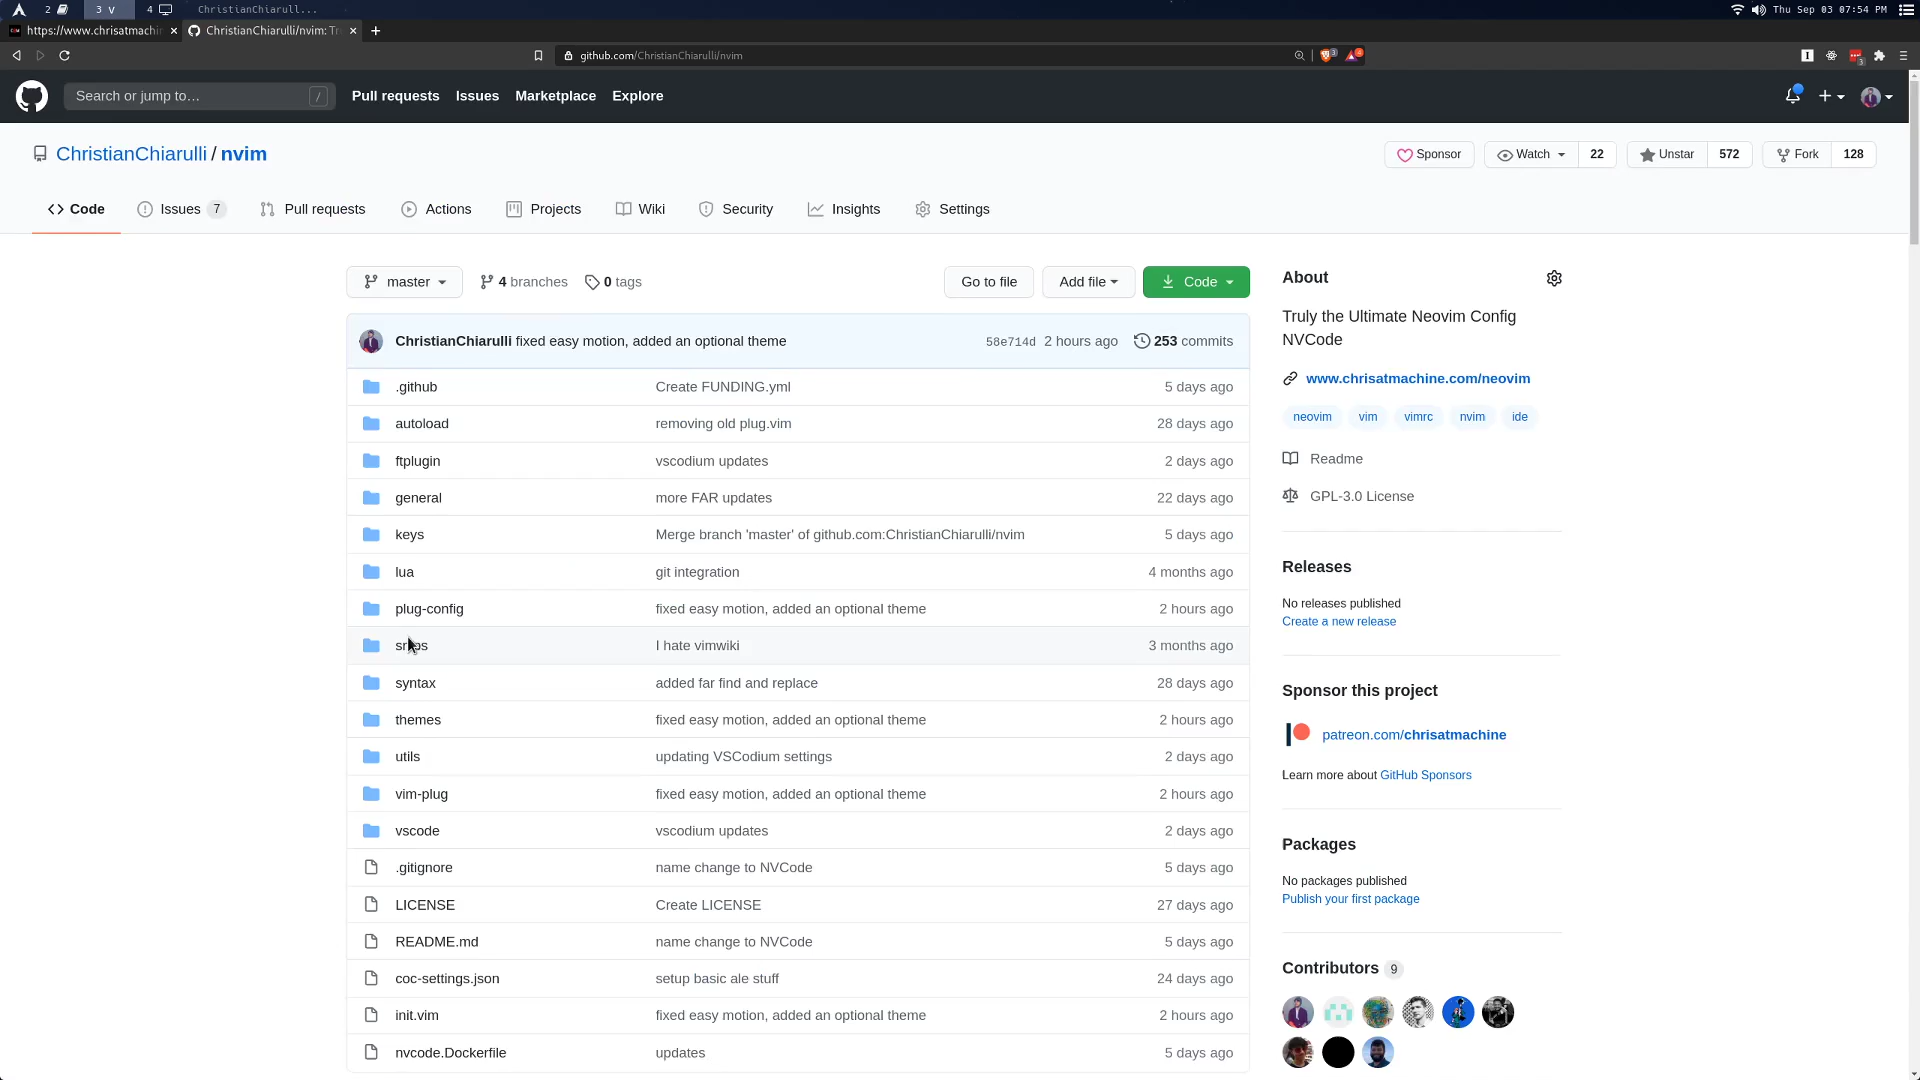 2 3 v 4 ChristianChiarull... Thu Sep 03 07:54 PM
https://www.chrisatmachin ChristianChiarulli/nvim: Tr
github.com/ChristianChiarulli/nvim
Search or jump to… / Pull requests Issues Marketplace Explore
ChristianChiarulli / nvim Sponsor Watch 22 Unstar 572 Fork 128
Code Issues 7 Pull requests Actions Projects Wiki Security Insights Settings
master 4 branches 0 tags Go to file Add file Code
ChristianChiarulli fixed easy motion, added an optional theme 58e714d 2 hours ago 253 commits
.github Create FUNDING.yml 5 days ago
autoload removing old plug.vim 28 days ago
ftplugin vscodium updates 2 days ago
general more FAR updates 22 days ago
keys Merge branch 'master' of github.com:ChristianChiarulli/nvim 5 days ago
lua git integration 4 months ago
plug-config fixed easy motion, added an optional theme 2 hours ago
I hate vimwiki 3 months ago
syntax added far find and replace 28 days ago
themes fixed easy motion, added an optional theme 2 hours ago
utils updating VSCodium settings 2 days ago
vim-plug fixed easy motion, added an optional theme 2 hours ago
vscode vscodium updates 2 days ago
.gitignore name change to NVCode 5 days ago
LICENSE Create LICENSE 27 days ago
README.md name change to NVCode 5 days ago
coc-settings.json setup basic ale stuff 24 days ago
init.vim fixed easy motion, added an optional theme 2 hours ago
nvcode.Dockerfile updates 5 days ago
About
Truly the Ultimate Neovim Config
NVCode
www.chrisatmachine.com/neovim
neovim vim vimrc nvim ide
Readme
GPL-3.0 License
Releases
No releases published
Create a new release
Sponsor this project
patreon.com/chrisatmachine
Learn more about GitHub Sponsors
Packages
No packages published
Publish your first package
Contributors 9